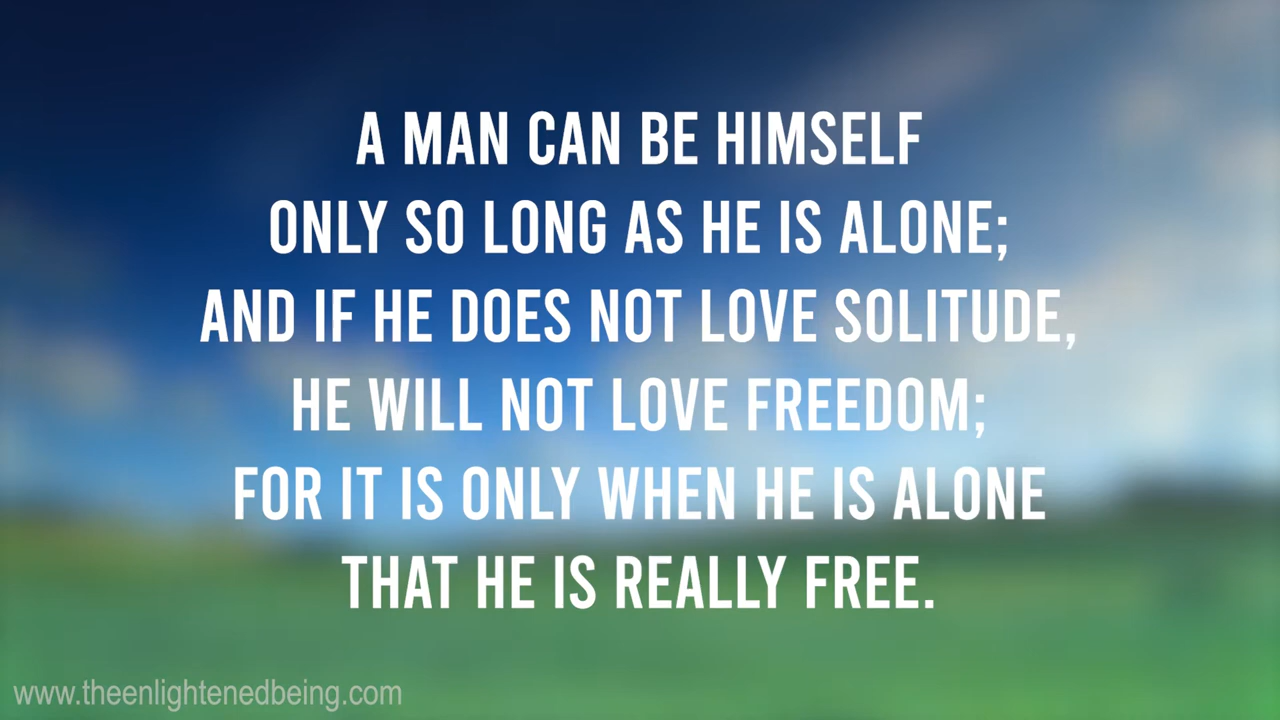 A MAN CAN BE HIMSELF
ONLY SO LONG AS HE IS ALONE;
AND IF HE DOES NOT LOVE SOLITUDE,
HE WILL NOT LOVE FREEDOM;
FOR IT IS ONLY WHEN HE IS ALONE
THAT HE IS REALLY FREE.
www.theenlightenedbeing.com